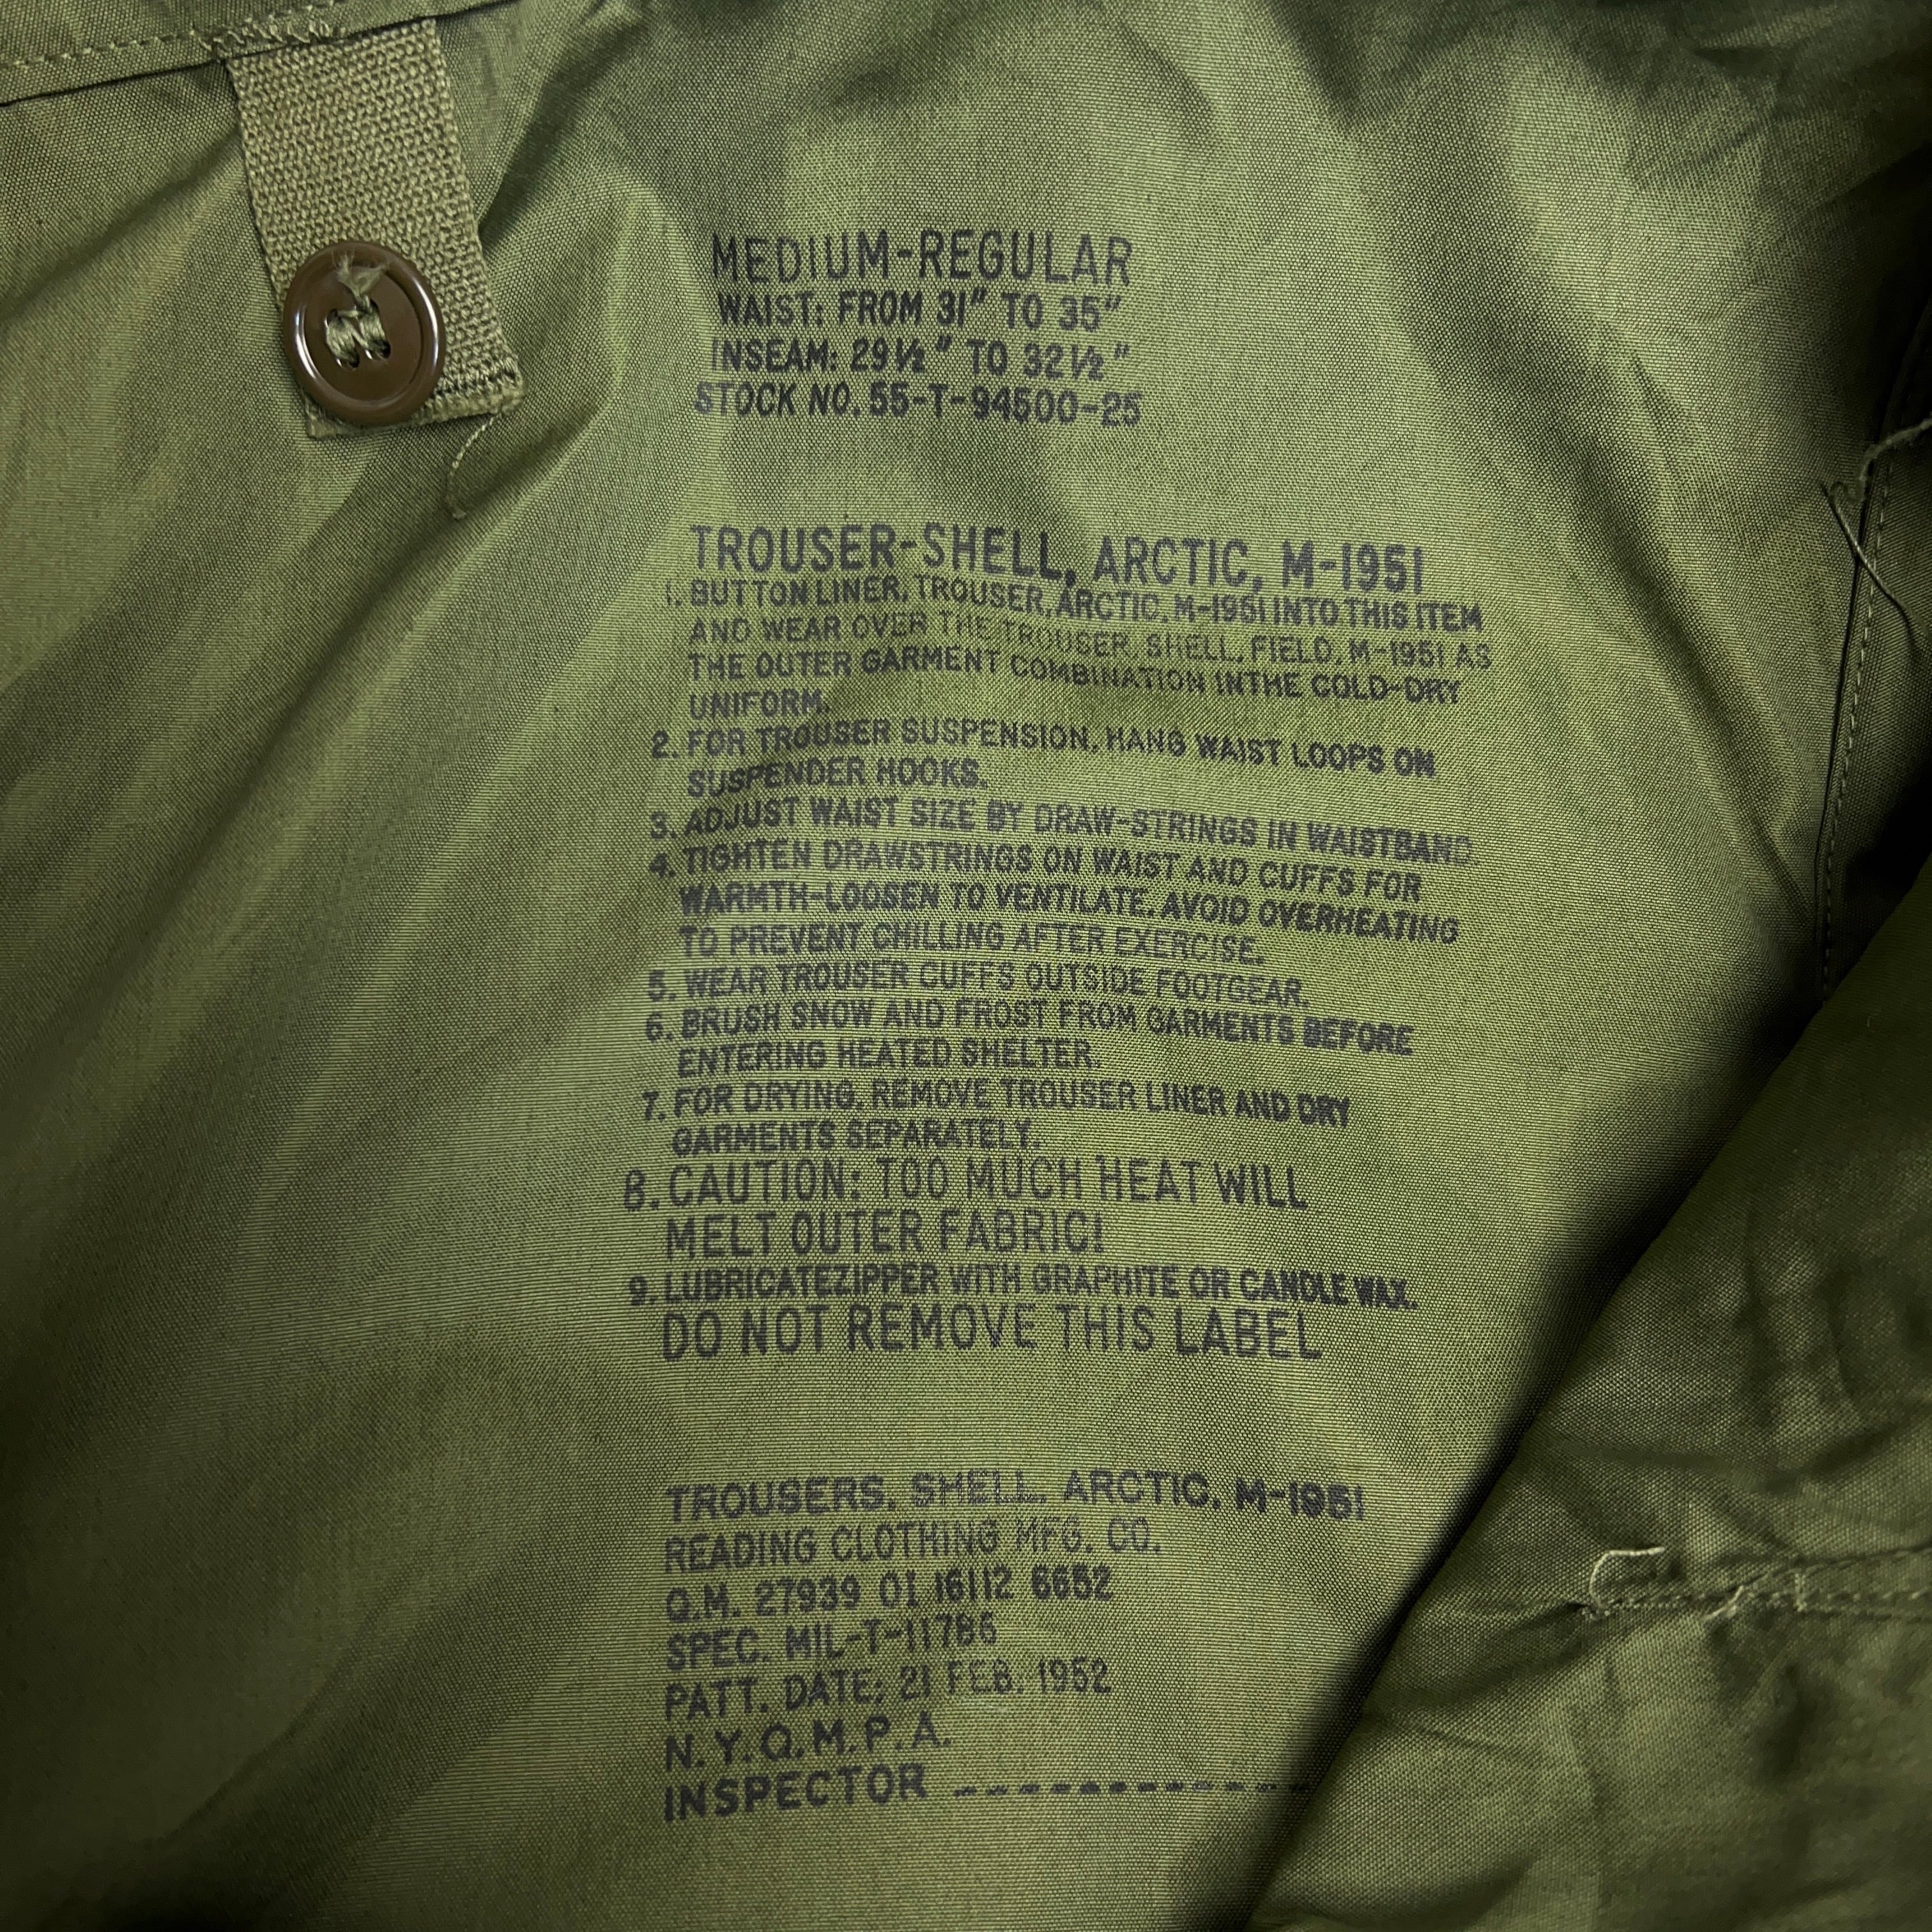 MEDIUM-REGULAR
WAIST: FROM 31" TO 35"
INSEAM: 29½" TO 32½"
STOCK NO. 55-T-94500-25
TROUSER-SHELL, ARCTIC, M-1951
1. BUTTON LINER, TROUSER, ARCTIC, M-1951 INTO THIS ITEM
AND WEAR OVER THE TROUSER, SHELL, FIELD, M-1951 AS
THE OUTER GARMENT COMBINATION INTHE COLD-DRY
UNIFORM.
2. FOR TROUSER SUSPENSION, HANG WAIST LOOPS ON
SUSPENDER HOOKS.
3. ADJUST WAIST SIZE BY DRAW-STRINGS IN WAISTBAND.
4. TIGHTEN DRAWSTRINGS ON WAIST AND CUFFS FOR
WARMTH-LOOSEN TO VENTILATE. AVOID OVERHEATING
TO PREVENT CHILLING AFTER EXERCISE.
5. WEAR TROUSER CUFFS OUTSIDE FOOTGEAR.
6. BRUSH SNOW AND FROST FROM GARMENTS BEFORE
ENTERING HEATED SHELTER.
7. FOR DRYING, REMOVE TROUSER LINER AND DRY
GARMENTS SEPARATELY.
8. CAUTION: TOO MUCH HEAT WILL
MELT OUTER FABRIC!
9. LUBRICATEZIPPER WITH GRAPHITE OR CANDLE WAX.
DO NOT REMOVE THIS LABEL
TROUSERS, SHELL, ARCTIC, M-1951
READING CLOTHING MFG. CO.
Q.M. 27939 OI 16112 6652
SPEC. MIL-T-11786
PATT. DATE: 21 FEB. 1952
N.Y.Q.M.P.A.
INSPECTOR ------------